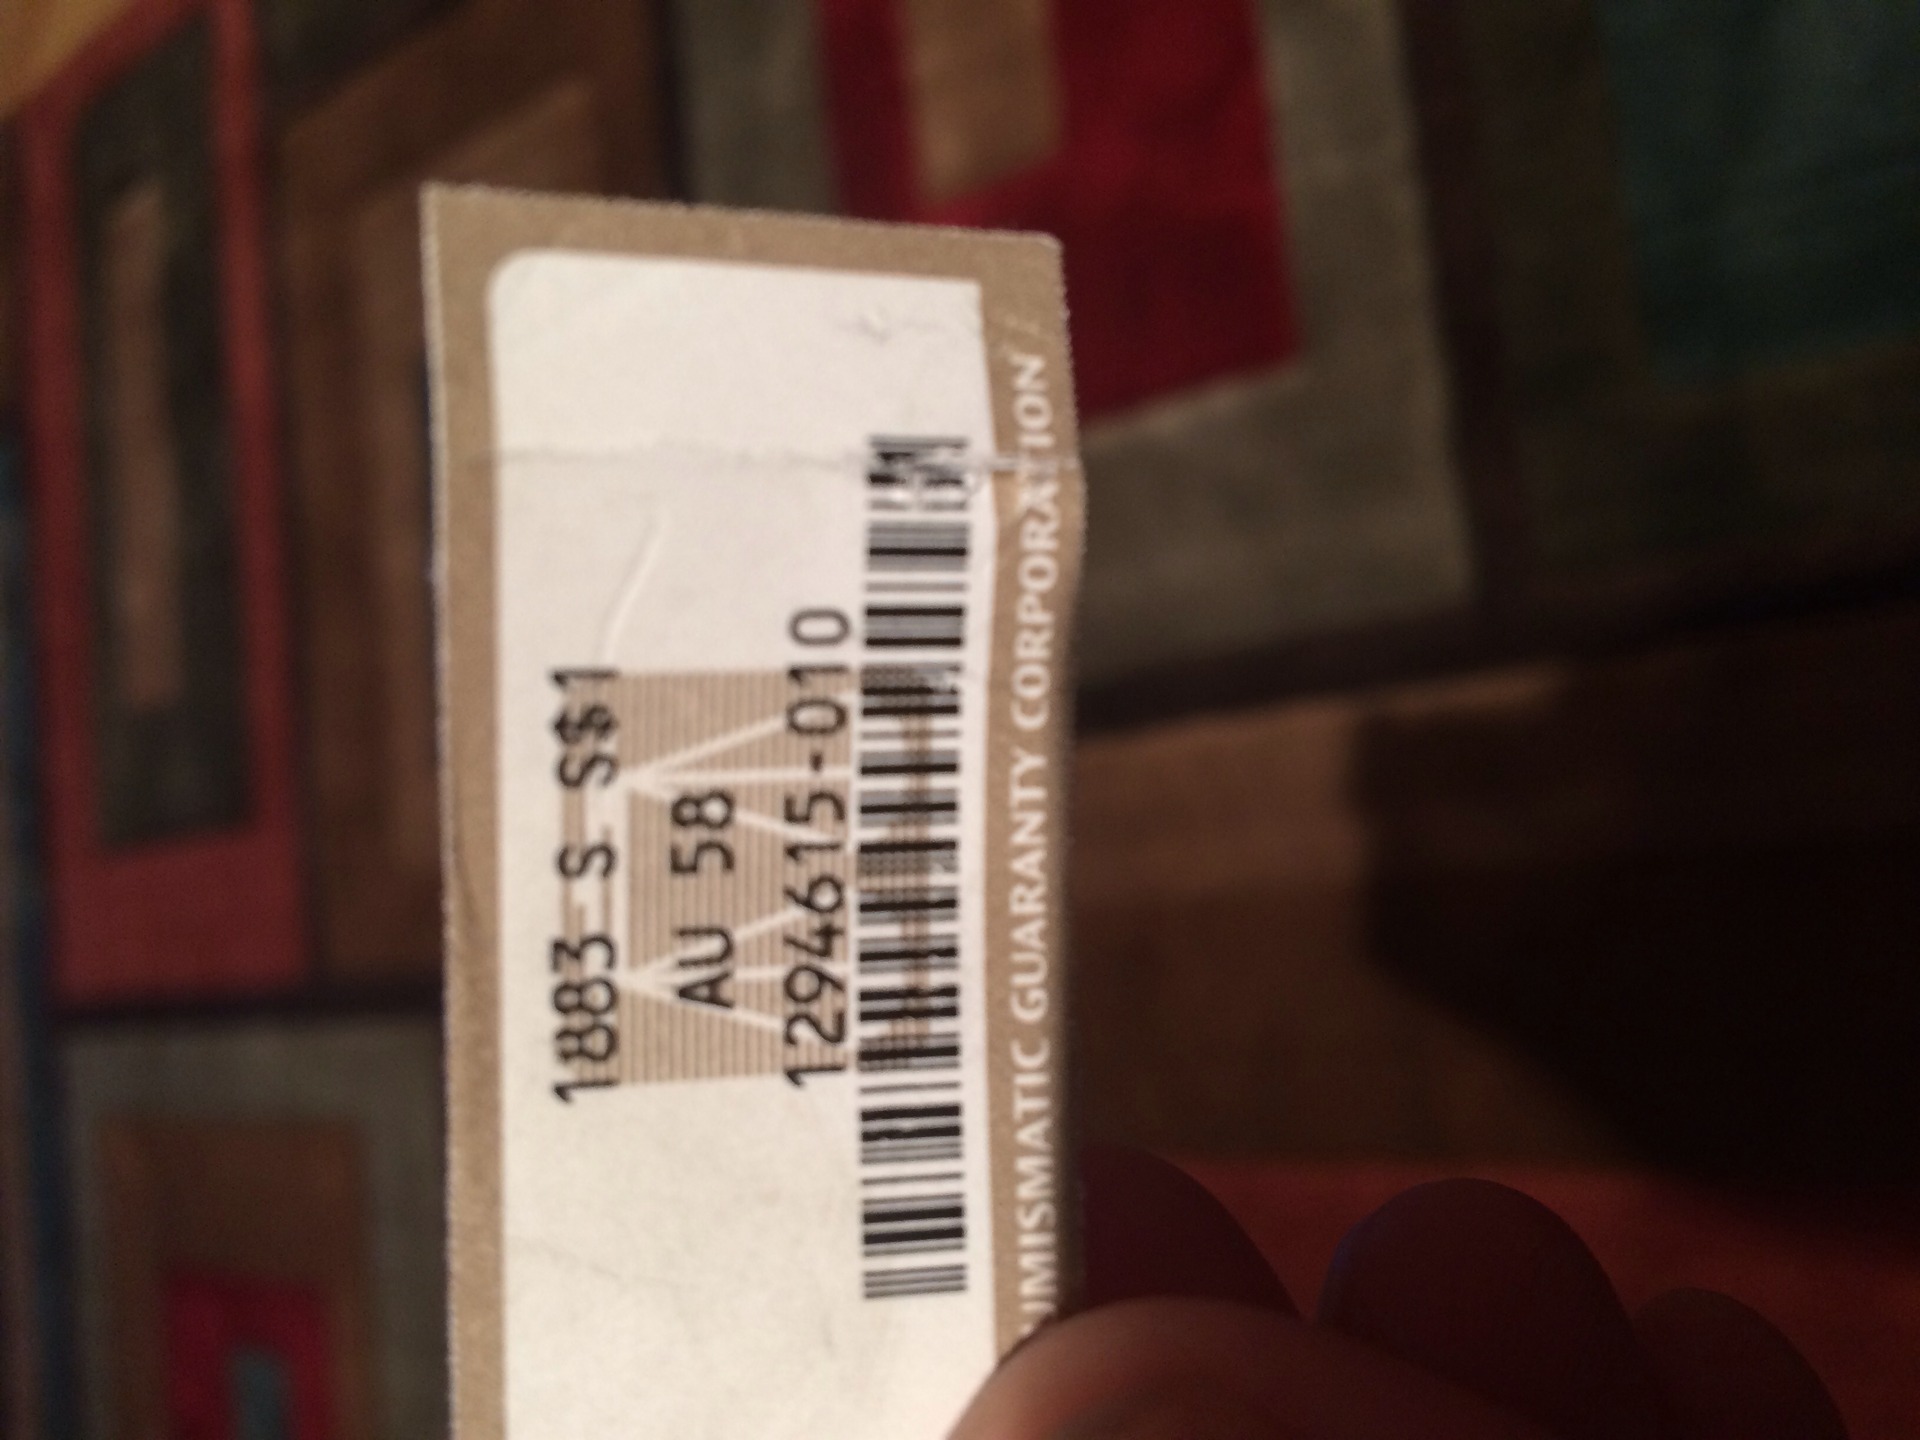 1883 S S$1
AU 58
1294615-010
NUMISMATIC GUARANTY CORPORATION